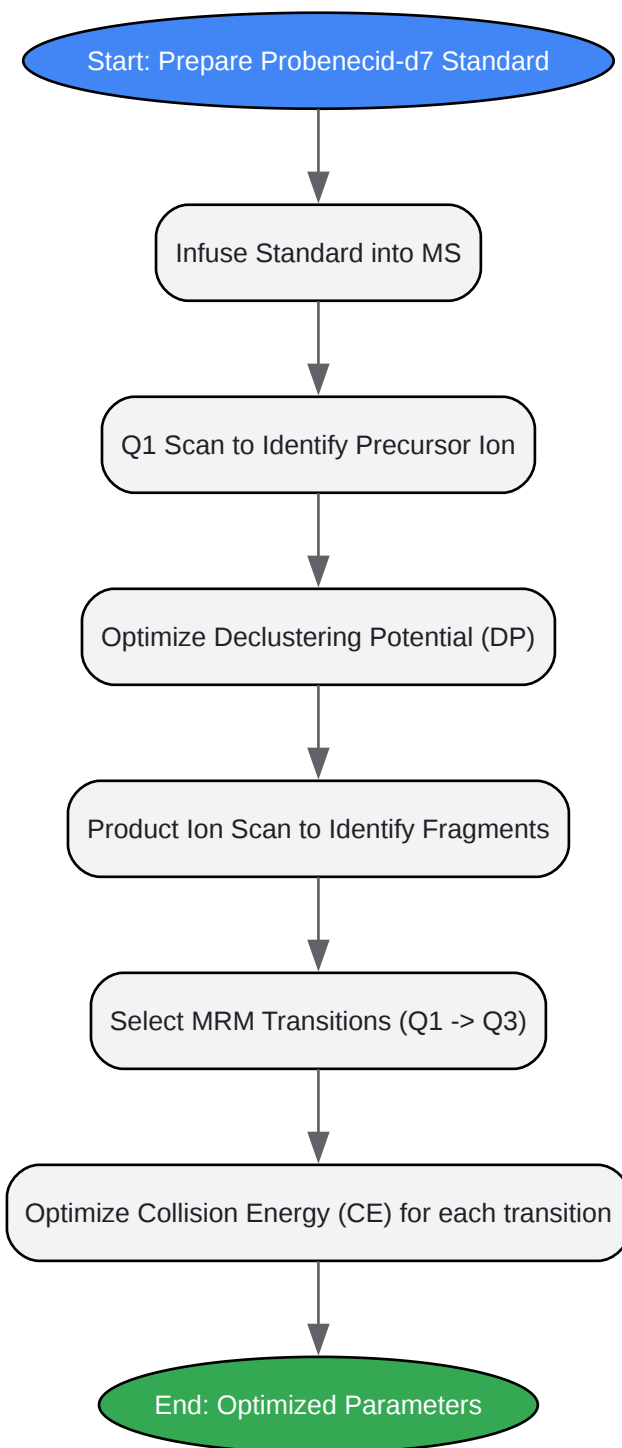 Start: Prepare Probenecid-d7 Standard
Infuse Standard into MS
Q1 Scan to Identify Precursor Ion
Optimize Declustering Potential (DP)
Product Ion Scan to Identify Fragments
Select MRM Transitions (Q1 -> Q3)
Optimize Collision Energy (CE) for each transition
End: Optimized Parameters